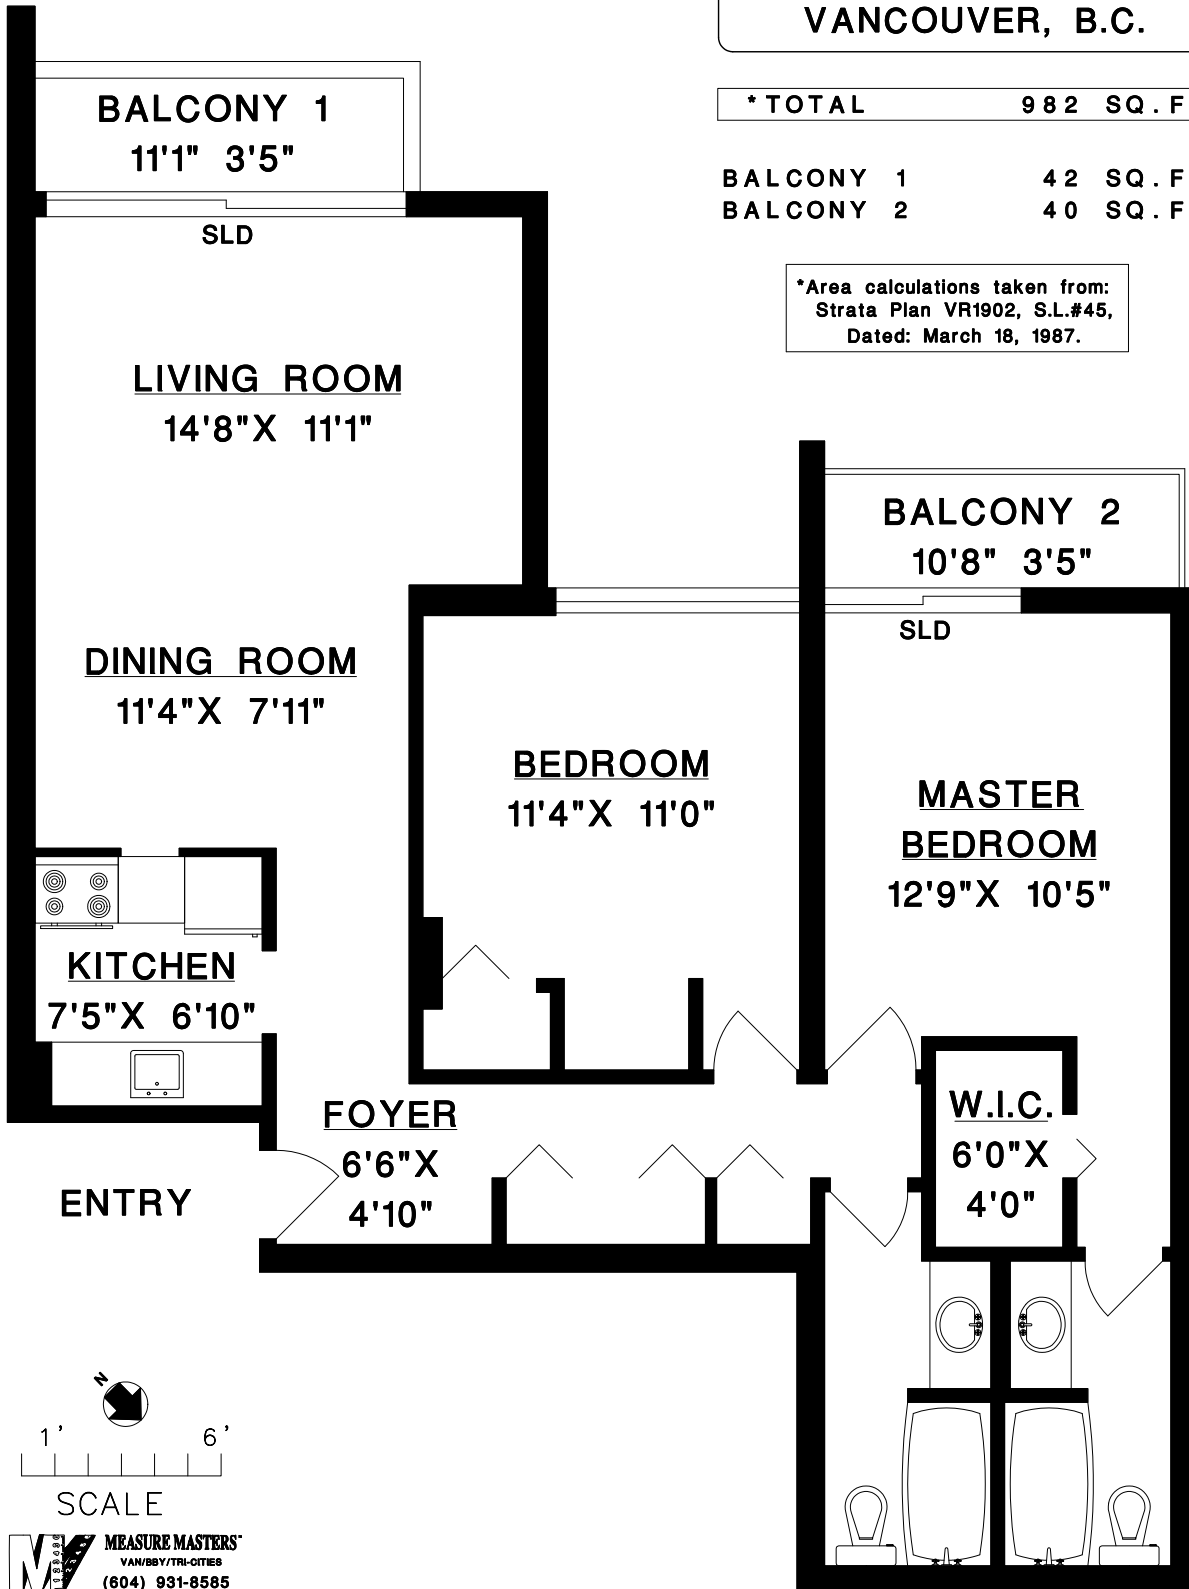 VANCOUVER, B.C.
*TOTAL 982 SQ.F
BALCONY 1 42 SQ.F
BALCONY 2 40 SQ.F
*Area calculations taken from:
Strata Plan VR1902, S.L.#45,
Dated: March 18, 1987.
BALCONY 1
11'1" 3'5"
SLD
LIVING ROOM
14'8"X 11'1"
BALCONY 2
10'8" 3'5"
SLD
DINING ROOM
11'4"X 7'11"
BEDROOM
11'4"X 11'0"
MASTER
BEDROOM
12'9"X 10'5"
KITCHEN
7'5"X 6'10"
FOYER
6'6"X
4'10"
W.I.C.
6'0"X
4'0"
ENTRY
N
1' 6'
SCALE
MEASURE MASTERS
VAN/BBY/TRI-CITIES
(604) 931-8585